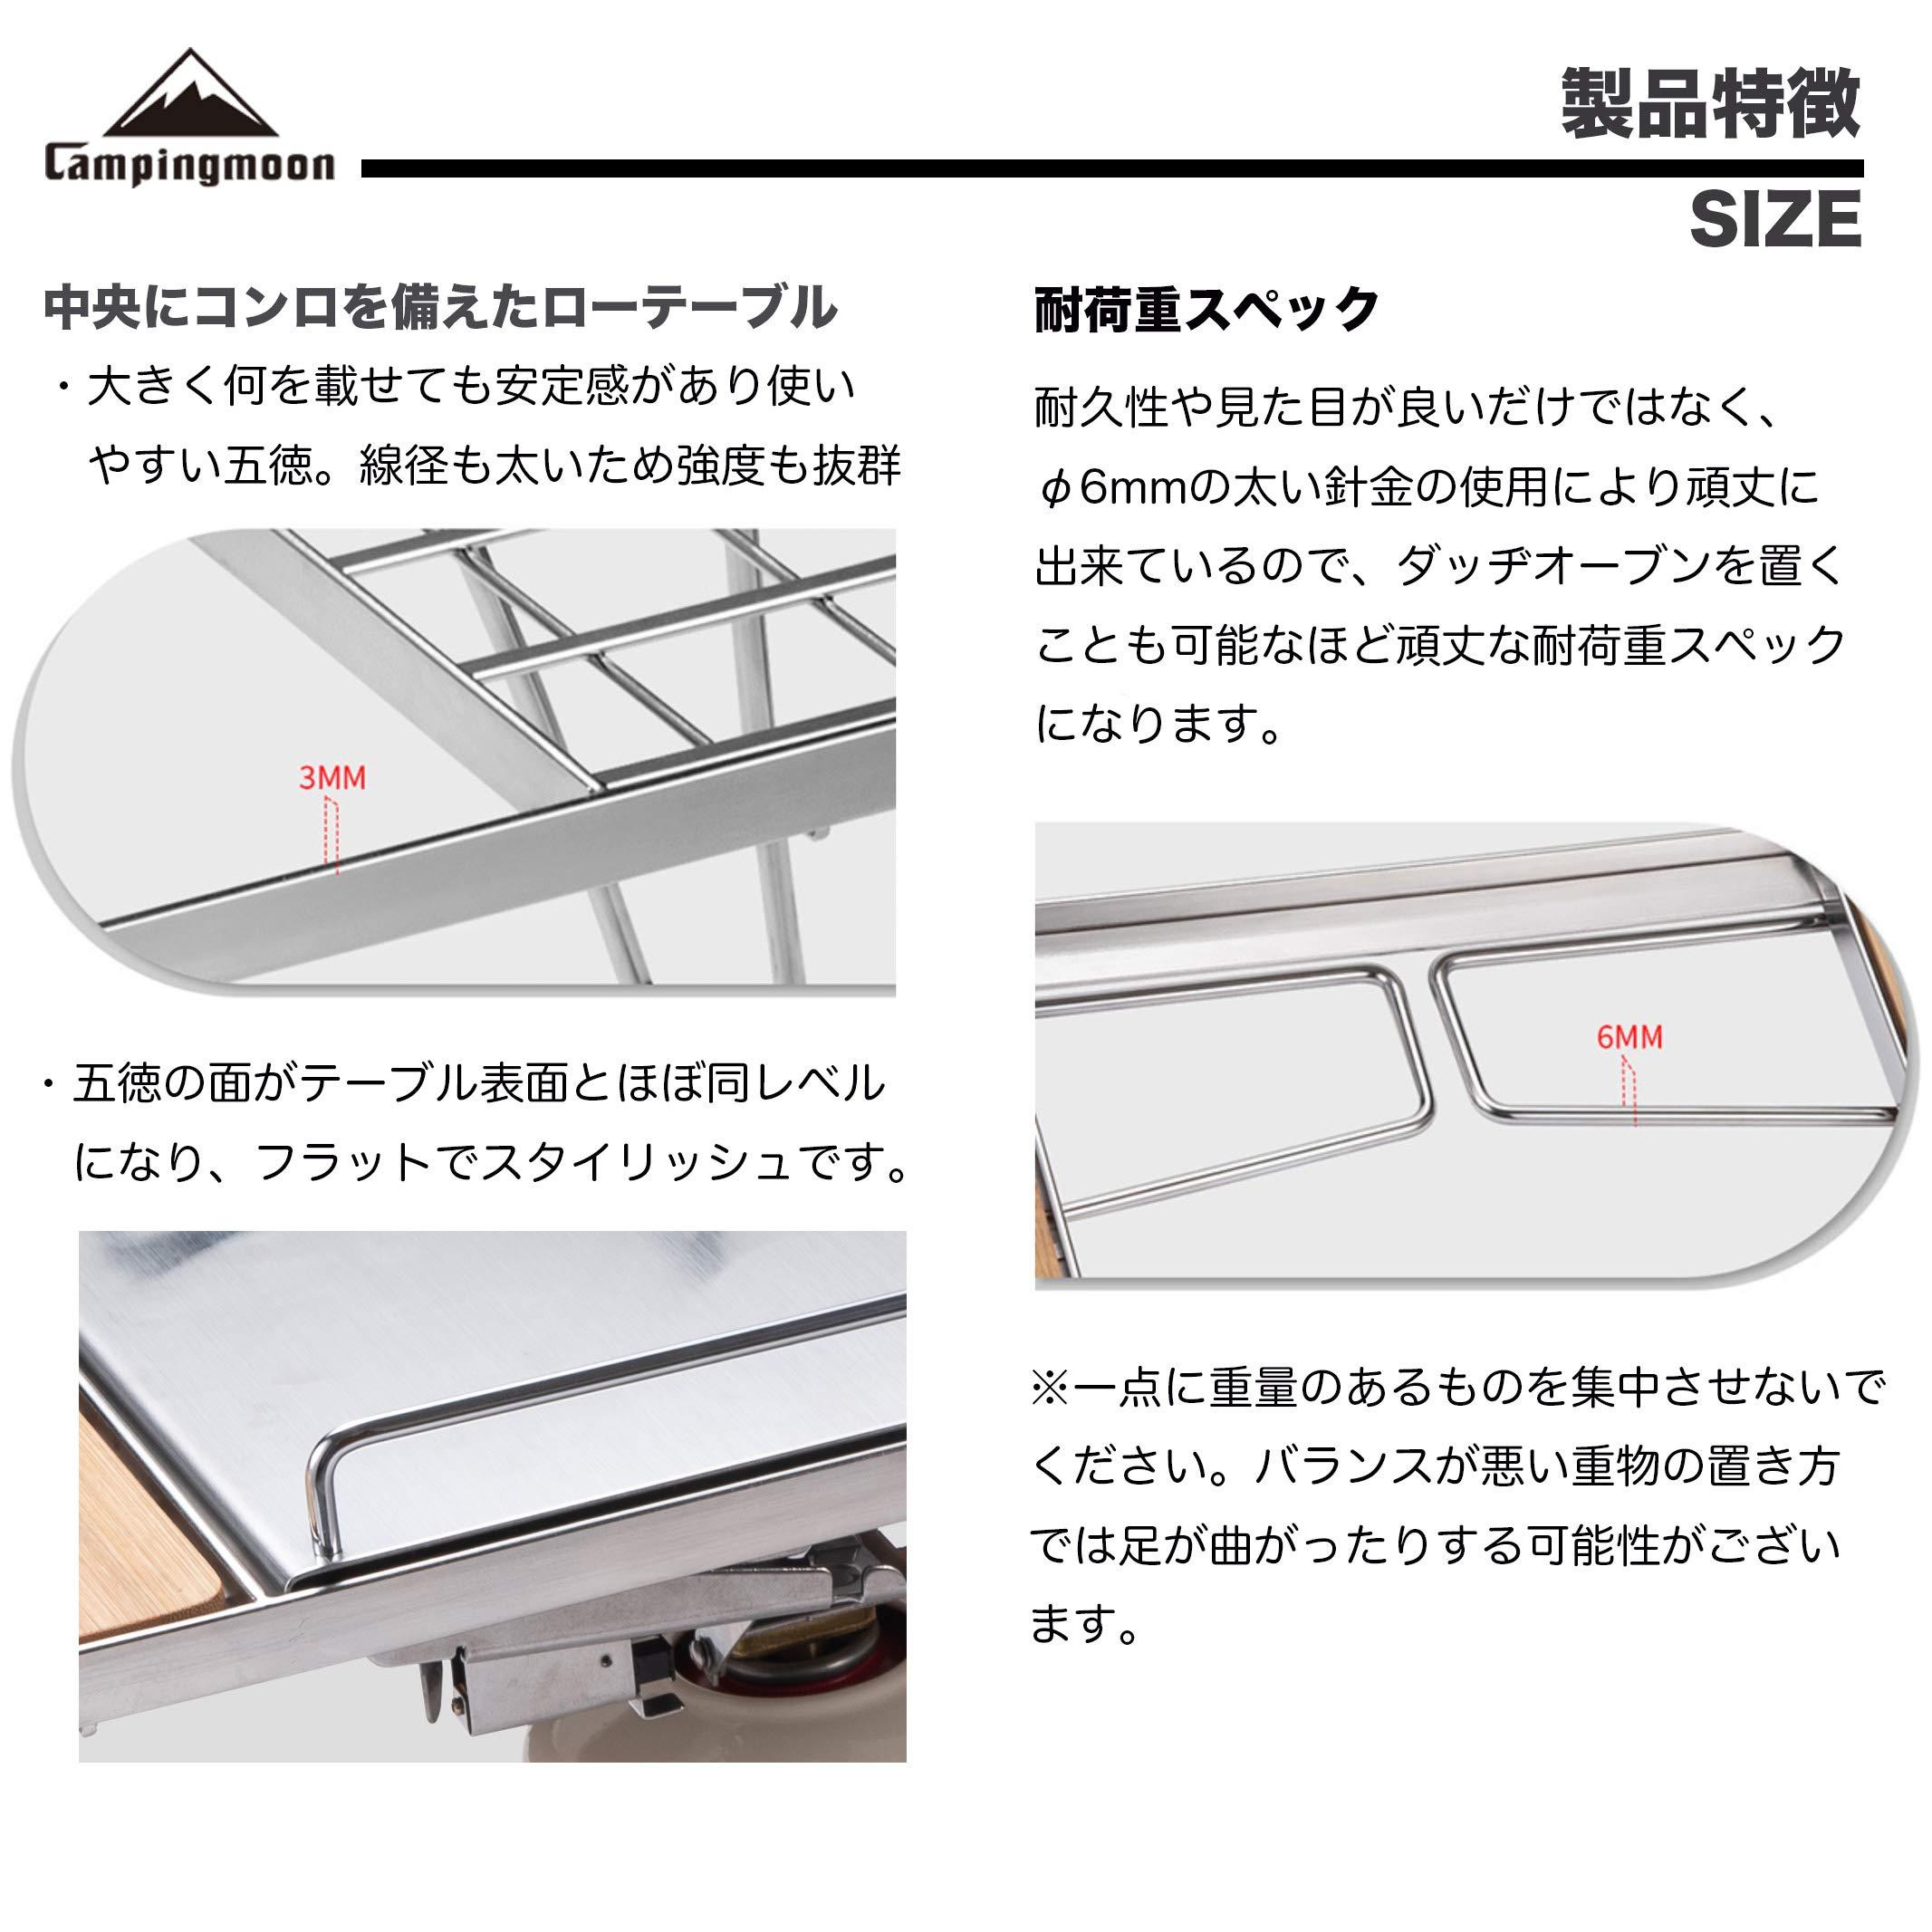 Campingmoon
製品特徴
SIZE
中央にコンロを備えたローテーブル
・大きく何を載せても安定感があり使い
やすい五徳。線径も太いため強度も抜群
3MM
・五徳の面がテーブル表面とほぼ同レベル
になり、フラットでスタイリッシュです。
耐荷重スペック
耐久性や見た目が良いだけではなく、
φ6mmの太い針金の使用により頑丈に
出来ているので、ダッヂオーブンを置く
ことも可能なほど頑丈な耐荷重スペック
になります。
6MM
※一点に重量のあるものを集中させないで
ください。バランスが悪い重物の置き方
では足が曲がったりする可能性がござい
ます。